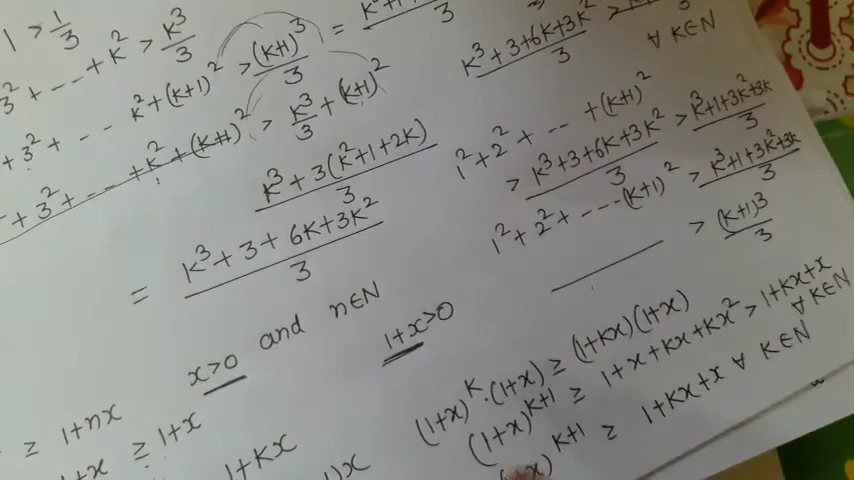 1 > 1/3
3² + --- + k² > k³/3
+ 3² + -- k² + (k+1)² > (k+1)³/3 =
+ 3² + -- + k² + (k+1)² > k³/3 + (k+1)²
k³ + 3(k² + 1 + 2k) / 3
= k³ + 3 + 6k + 3k² / 3
k³ + 3 + 6k + 3k² / 3 >
∀ k∈N
1² + 2² + -- + (k+1)²
> k³ + 3 + 6k + 3k² / 3 > k³ + 1 + 3k² + 3k / 3
1² + 2² + --- (k+1)² > k³ + 1 + 3k² + 3k / 3
> (k+1)³ / 3
x>0 and n∈N
1+x>0
≥ 1+nx
≥ 1+x
1+kx
(1+x)^k · (1+x) ≥ (1+kx)(1+x)
(1+x)^k+1 ≥ 1+x+kx+kx² > 1+kx+x
∀ k∈N
k+1 ≥ 1+kx+x ∀ k∈N